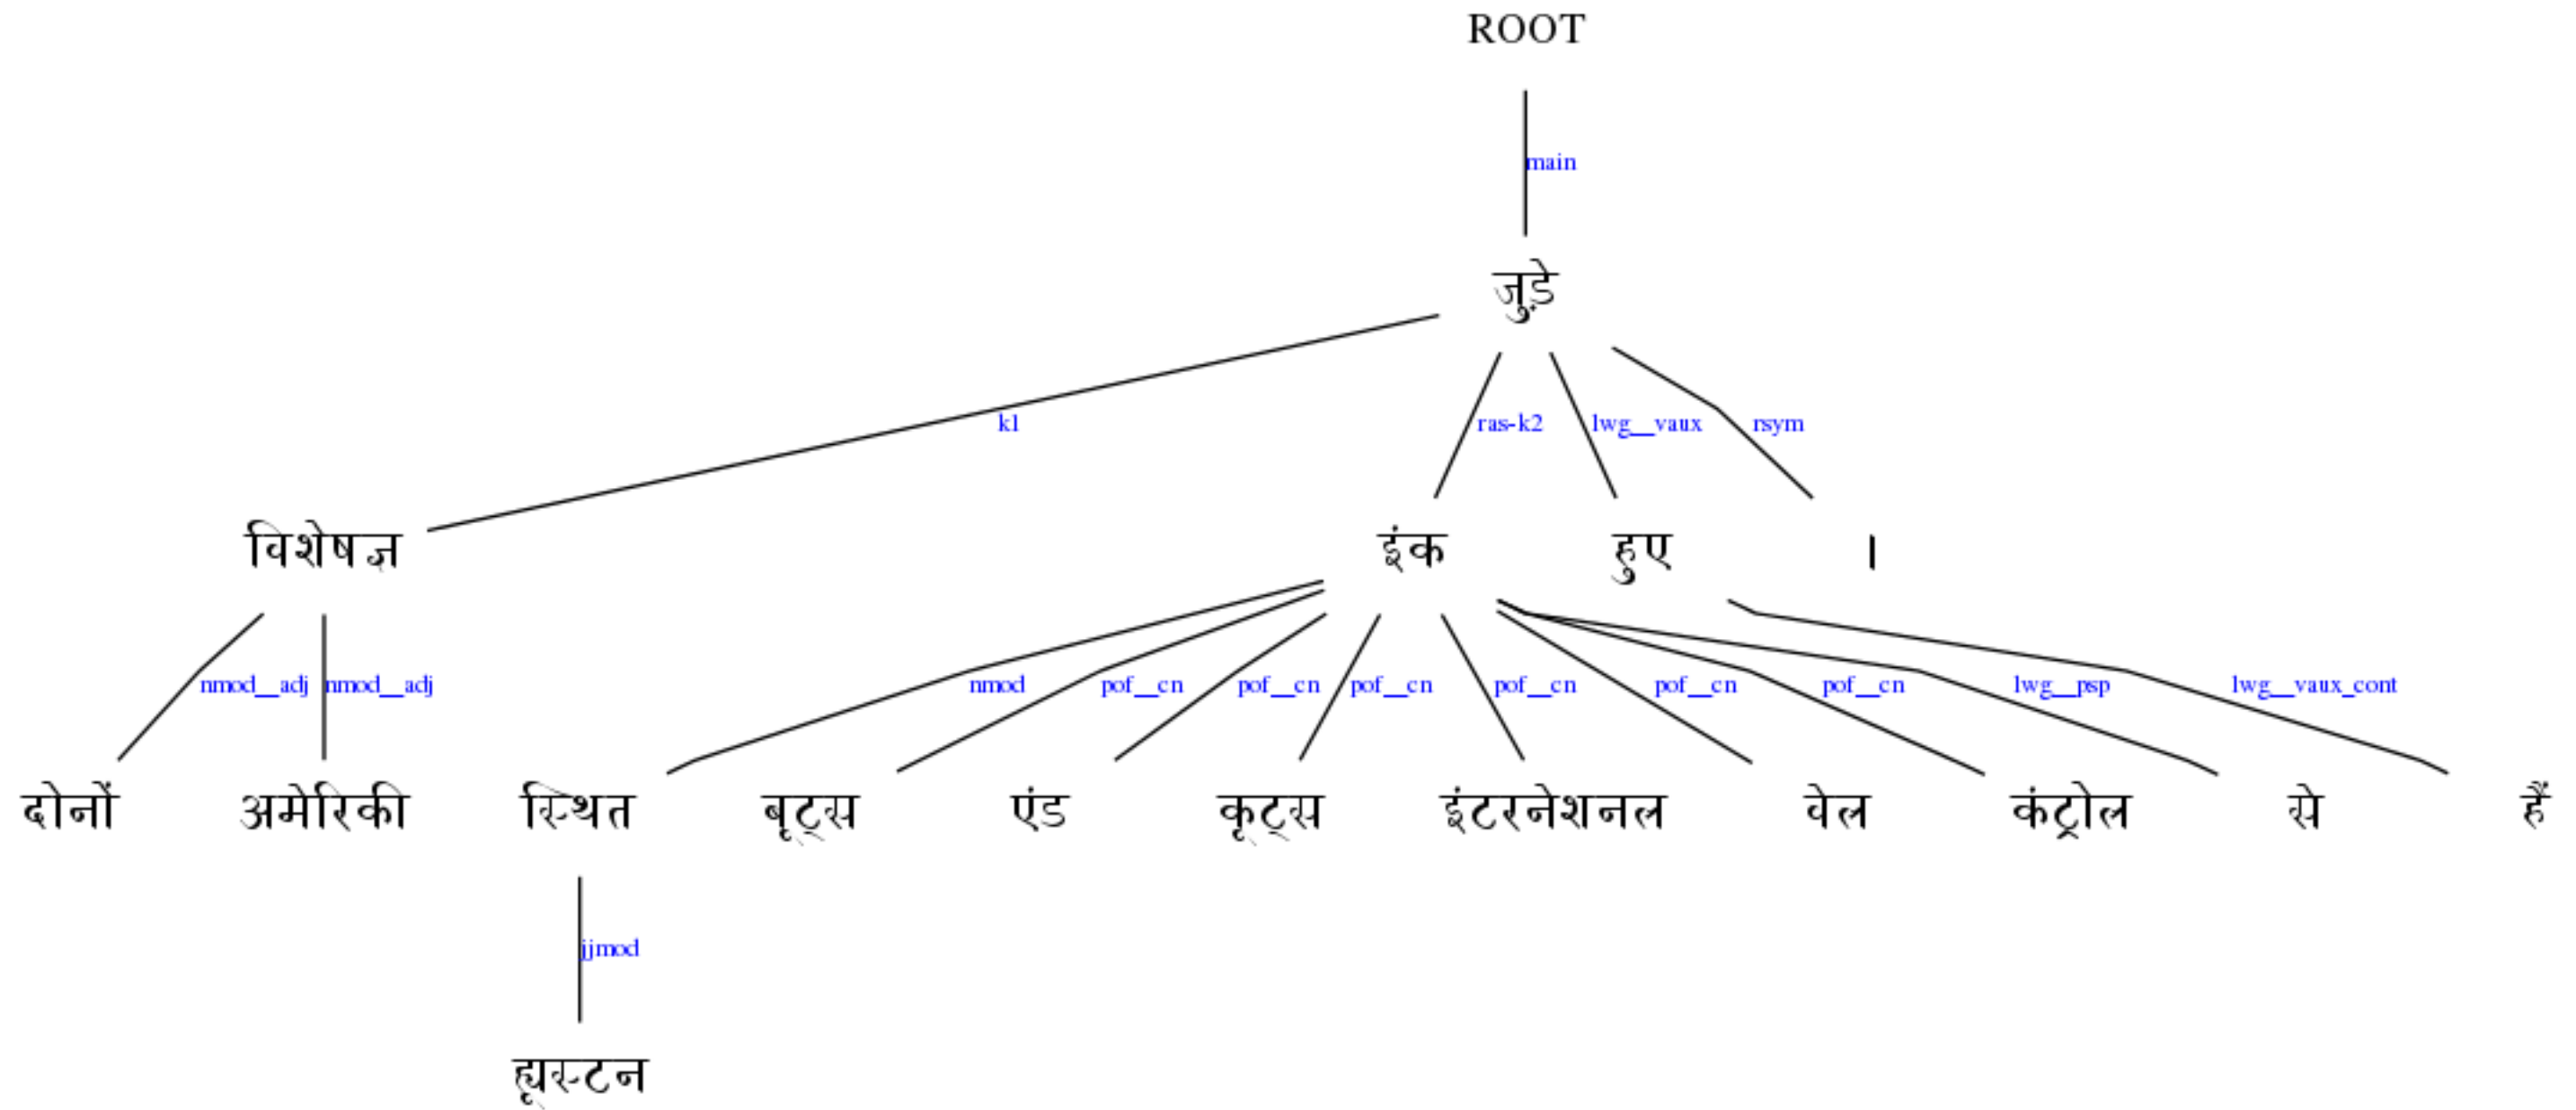 ROOT
main
जुड़े
k1 ras-k2 lwg__vaux rsym
विशेषज्ञ इंक हुए ।
nmod__adj nmod__adj nmod pof__cn pof__cn pof__cn pof__cn pof__cn pof__cn lwg__psp lwg__vaux_cont
दोनों अमेरिकी स्थित बूट्स एंड कूट्स इंटरनेशनल वेल कंट्रोल से हैं
jjmod
ह्यूस्टन